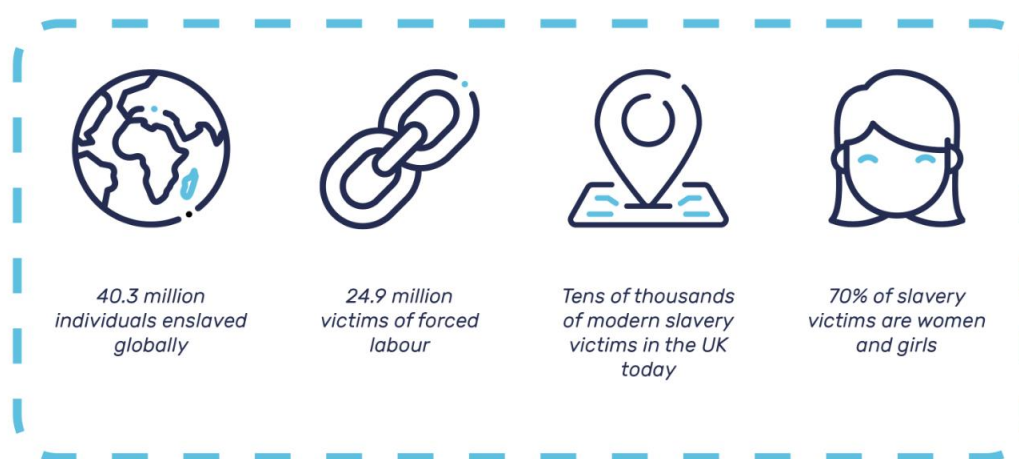 40.3 million
individuals enslaved
globally
24.9 million
victims of forced
labour
Tens of thousands
of modern slavery
victims in the UK
today
70% of slavery
victims are women
and girls